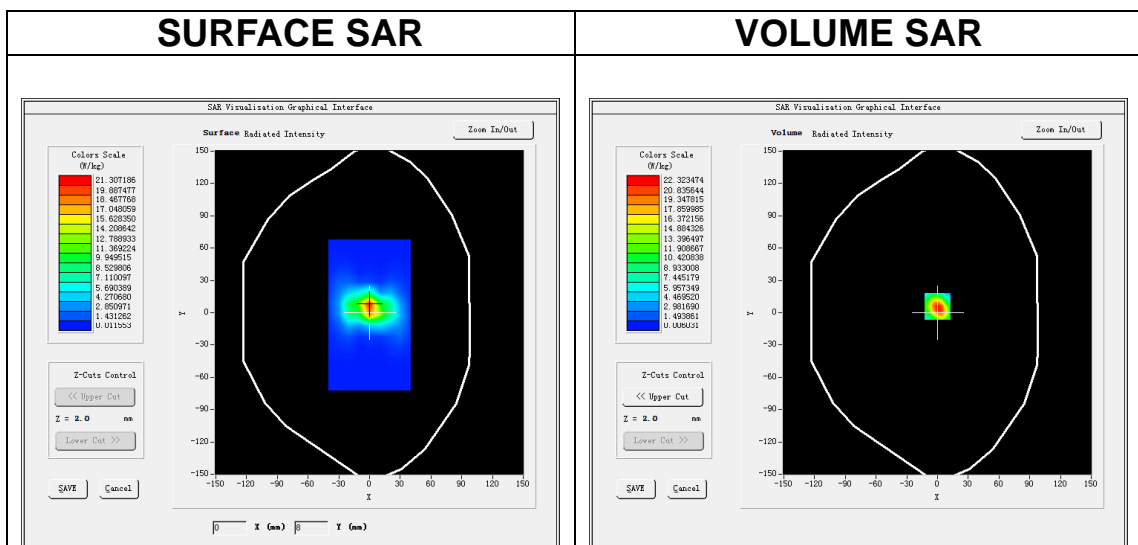 SURFACE SAR
SAR Visualisation Graphical Interface
Surface Radiated Intensity
Zoom In/Out
Colors Scale
(W/kg)
21.307186
19.887477
18.467768
17.048059
15.628350
14.208642
12.788933
11.369224
9.949515
8.529806
7.110097
5.690389
4.270680
2.850971
1.431262
0.011553
150
120
90
60
30
0
-30
-60
-90
-120
-150
Y
-150 -120 -90 -60 -30 0 30 60 90 120 150
X
Z-Cuts Control
<< Upper Cut
Z = 2.0 mm
Lower Cut >>
SAVE Cancel
0 X (mm) 8 Y (mm)
VOLUME SAR
SAR Visualisation Graphical Interface
Volume Radiated Intensity
Zoom In/Out
Colors Scale
(W/kg)
22.323474
20.835644
19.347815
17.859985
16.372156
14.884326
13.396497
11.908667
10.420838
8.933008
7.445179
5.957349
4.469520
2.981690
1.493861
0.006031
150
120
90
60
30
0
-30
-60
-90
-120
-150
Y
-150 -120 -90 -60 -30 0 30 60 90 120 150
X
Z-Cuts Control
<< Upper Cut
Z = 2.0 mm
Lower Cut >>
SAVE Cancel